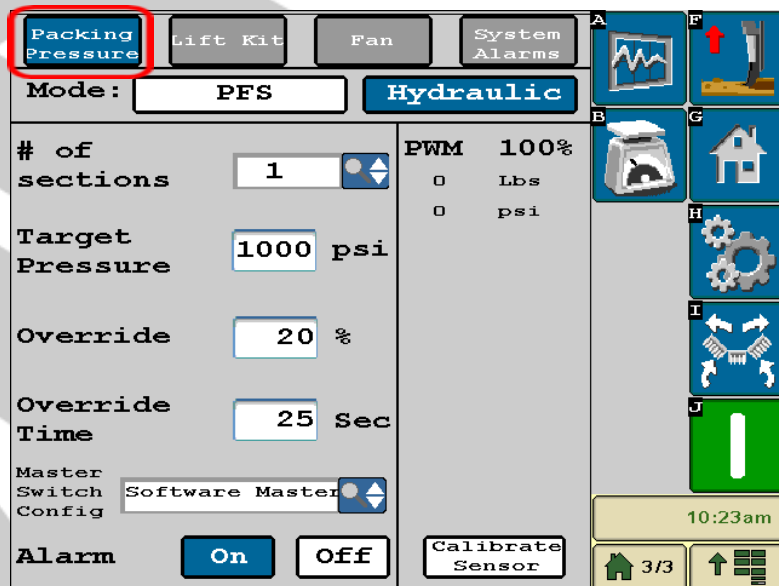 Packing Pressure
Lift Kit
Fan
System Alarms
Mode: PFS Hydraulic
# of sections 1
PWM 100%
0 Lbs
0 psi
Target Pressure 1000 psi
Override 20 %
Override Time 25 Sec
Master Switch Config Software Master
Alarm On Off
Calibrate Sensor
A
F
B
G
H
I
J
10:23am
3/3